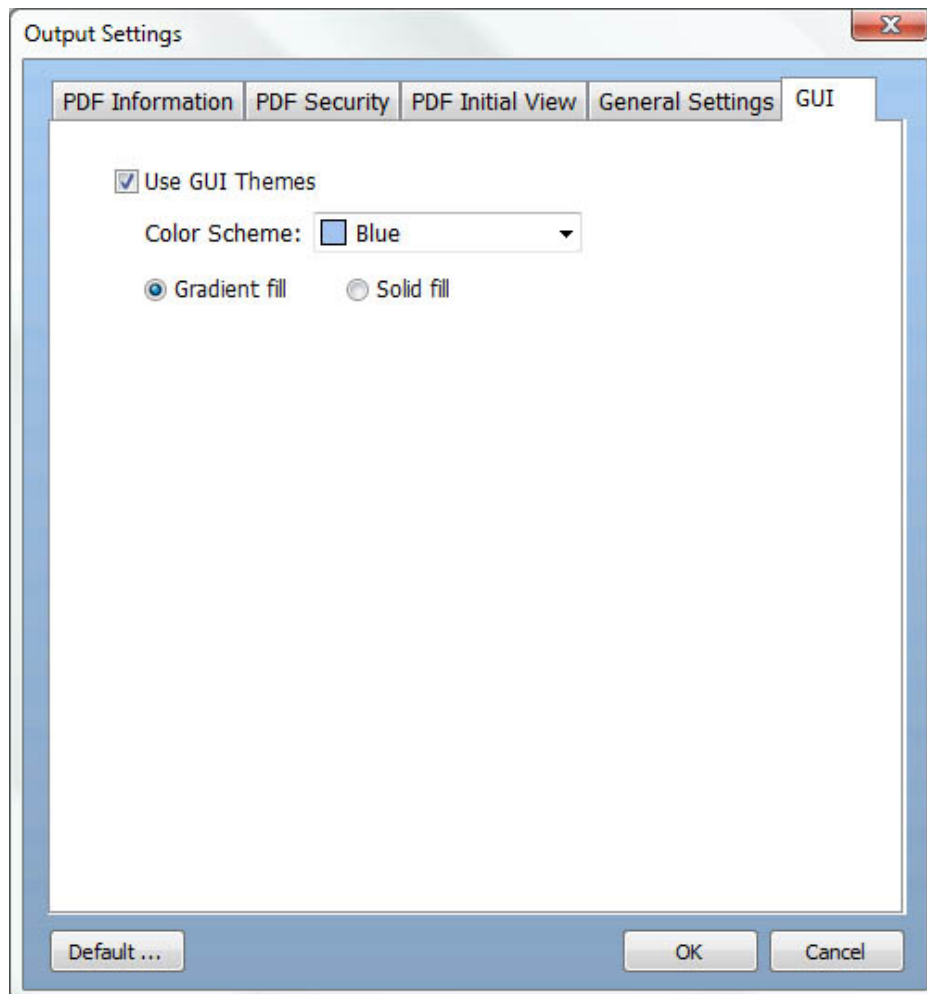 Output Settings
PDF Information PDF Security PDF Initial View General Settings GUI
Use GUI Themes
Color Scheme: Blue
Gradient fill Solid fill
Default ... OK Cancel